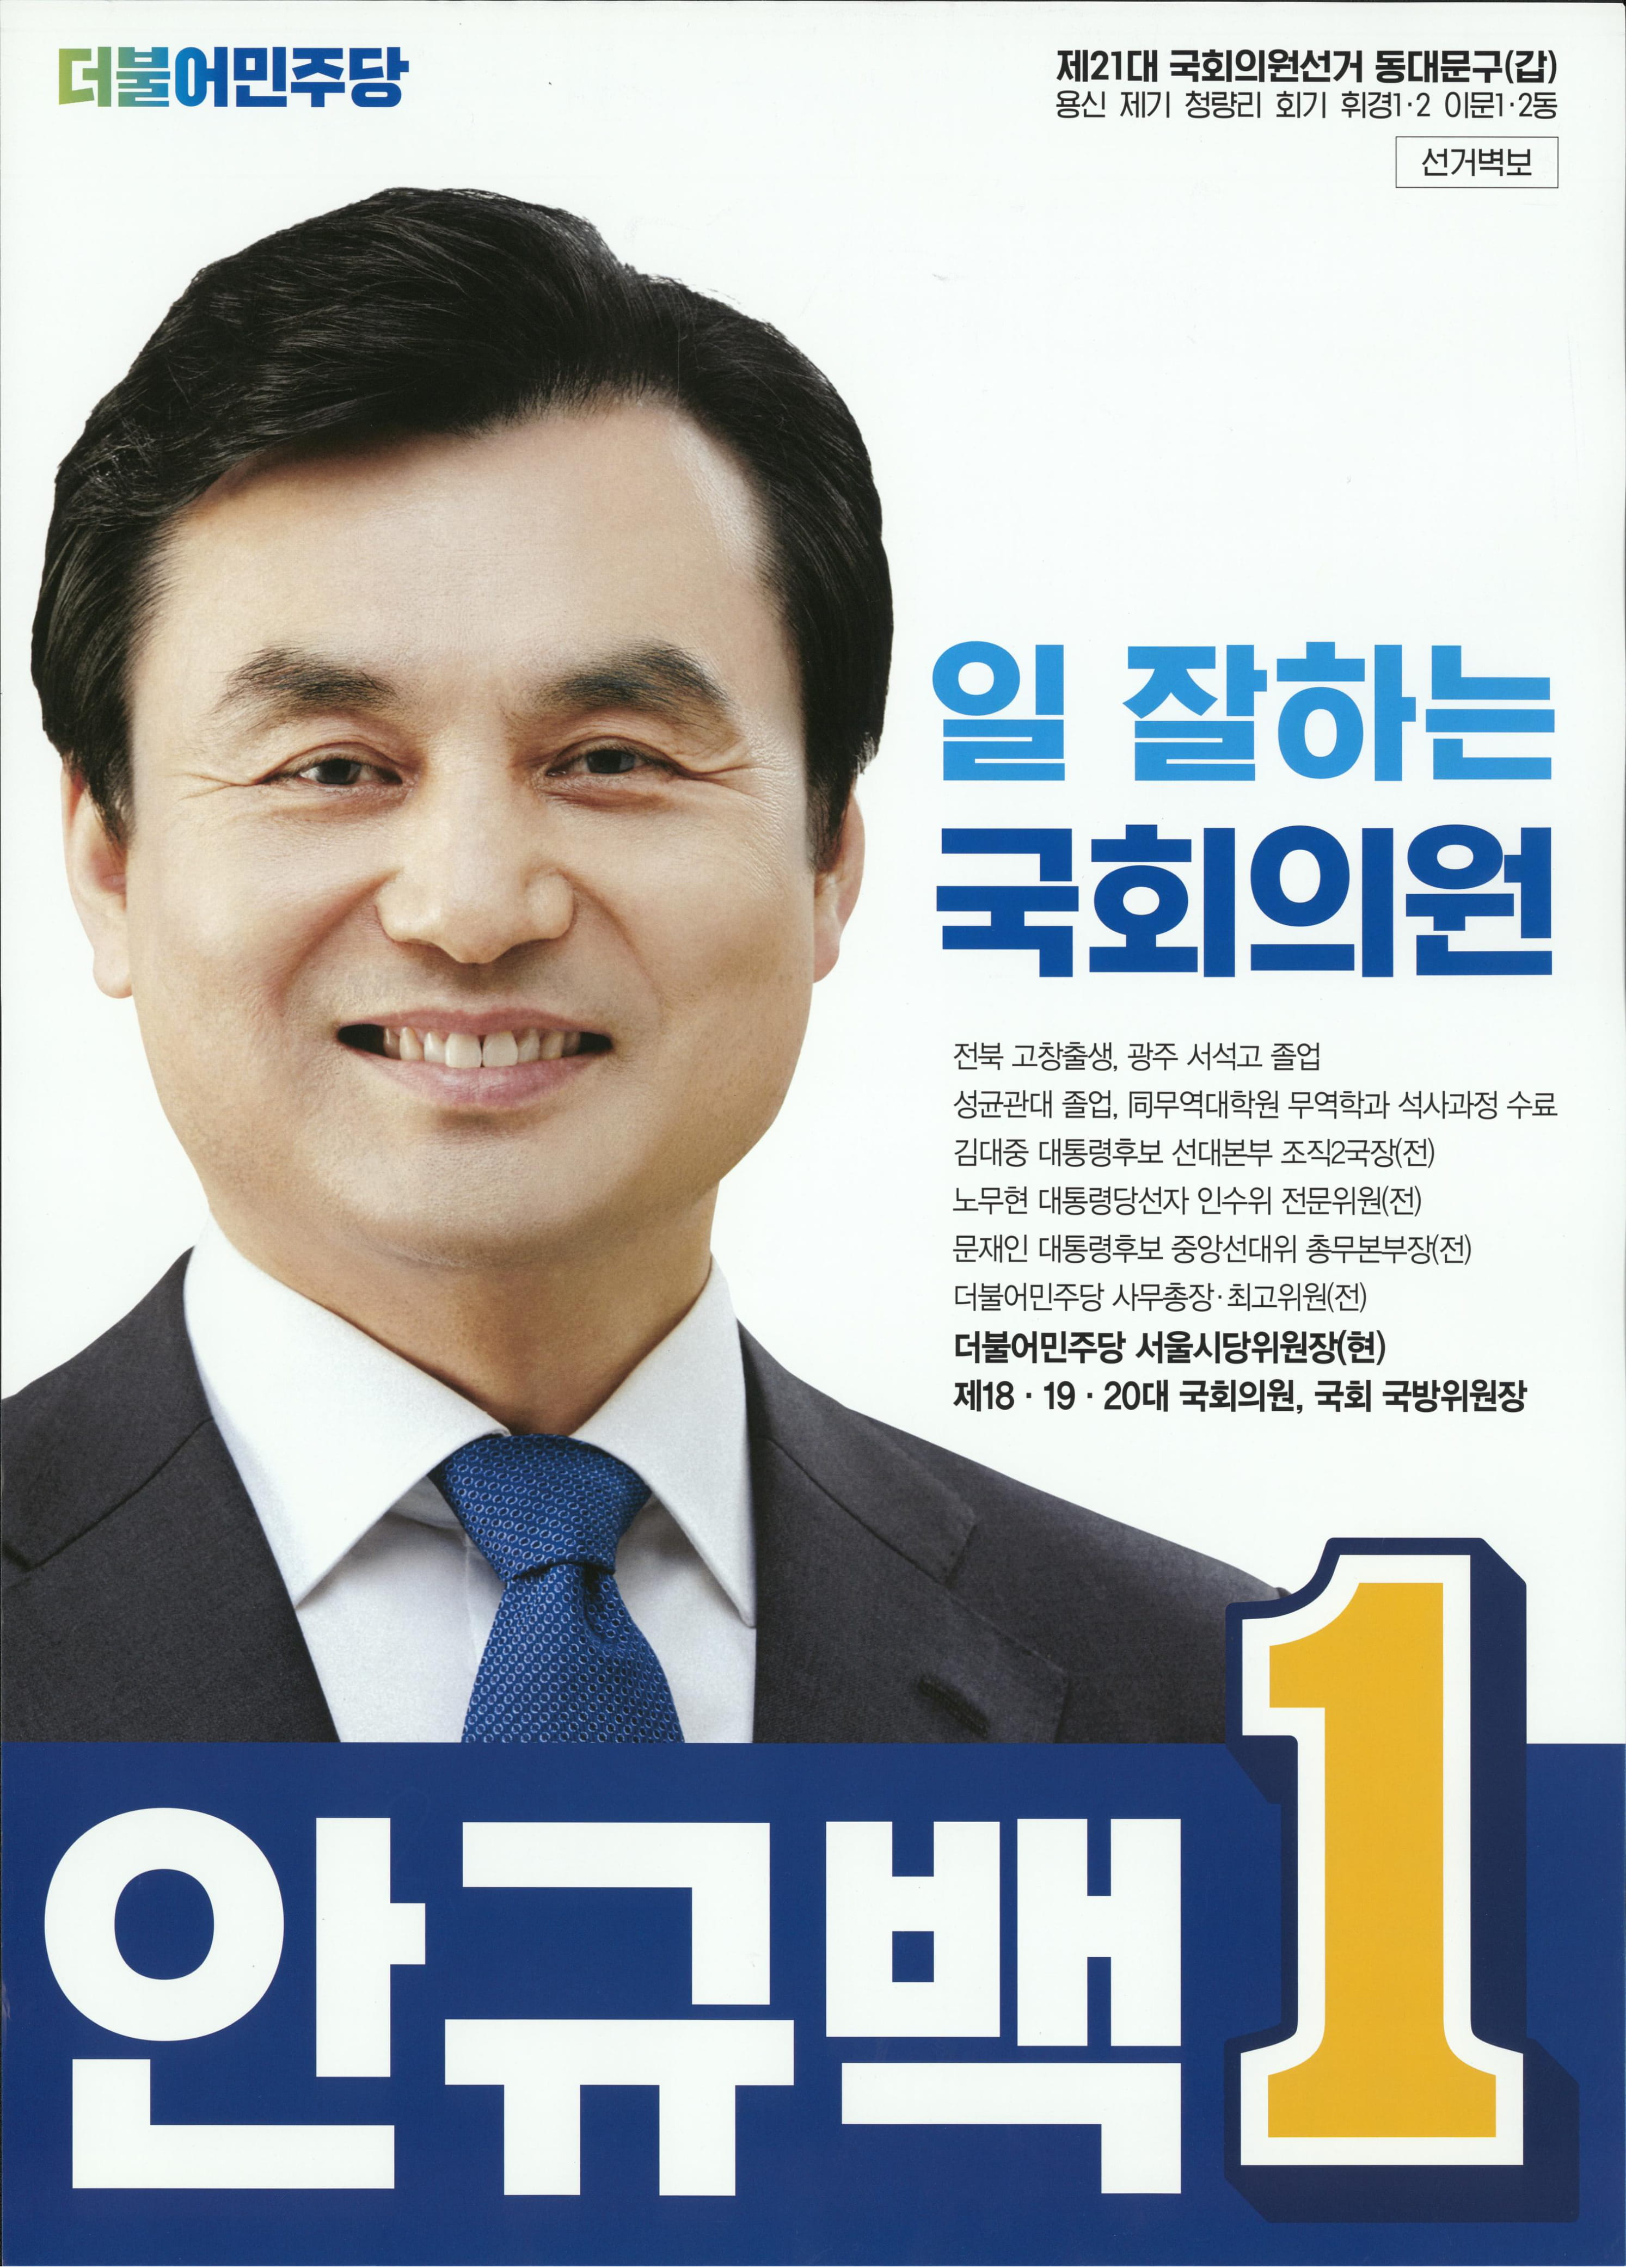 더불어민주당
제21대 국회의원선거 동대문구(갑)
용신 제기 청량리 회기 휘경1·2 이문1·2동
선거벽보
일 잘하는
국회의원
전북 고창출생, 광주 서석고 졸업
성균관대 졸업, 同무역대학원 무역학과 석사과정 수료
김대중 대통령후보 선대본부 조직2국장(전)
노무현 대통령당선자 인수위 전문위원(전)
문재인 대통령후보 중앙선대위 총무본부장(전)
더불어민주당 사무총장·최고위원(전)
더불어민주당 서울시당위원장(현)
제18·19·20대 국회의원, 국회 국방위원장
안규백 1